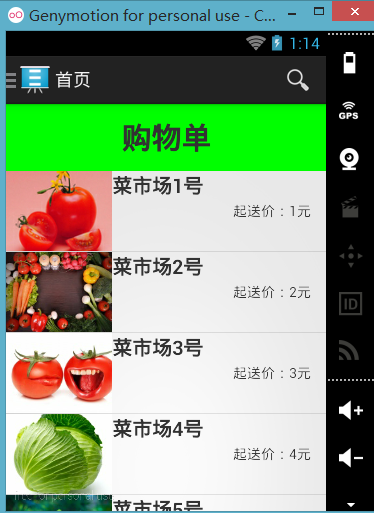 Genymotion for personal use - C...
1:14
首页
GPS
购物单
菜市场1号
起送价：1元
菜市场2号
起送价：2元
ID
菜市场3号
起送价：3元
菜市场4号
起送价：4元
菜市场5号